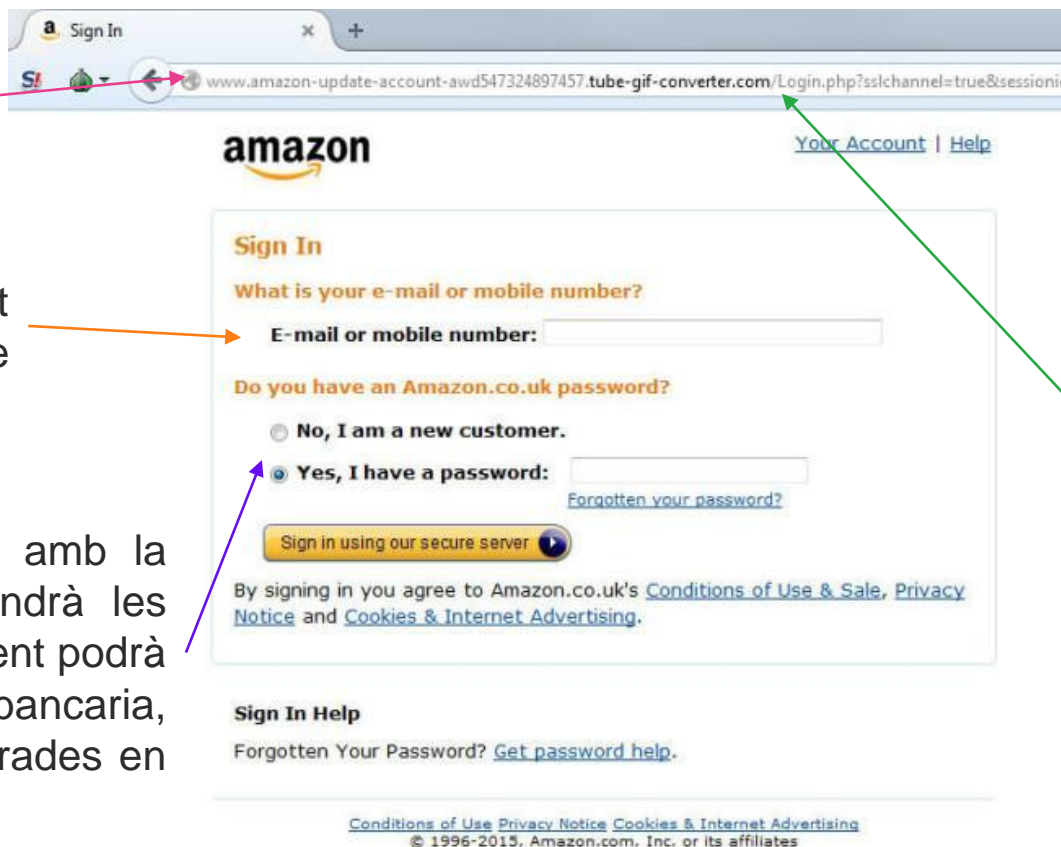 Sign In
www.amazon-update-account-awd547324897457.tube-gif-converter.com/Login.php?sslchannel=true&sessioni
amazon
Your Account | Help
Sign In
What is your e-mail or mobile number?
E-mail or mobile number:
Do you have an Amazon.co.uk password?
No, I am a new customer.
Yes, I have a password:
Forgotten your password?
Sign in using our secure server
By signing in you agree to Amazon.co.uk's Conditions of Use & Sale, Privacy
Notice and Cookies & Internet Advertising.
Sign In Help
Forgotten Your Password? Get password help.
Conditions of Use Privacy Notice Cookies & Internet Advertising
© 1996-2015, Amazon.com, Inc. or its affiliates
t
e
amb la
ndrà les
ent podrà
bancaria,
rades en